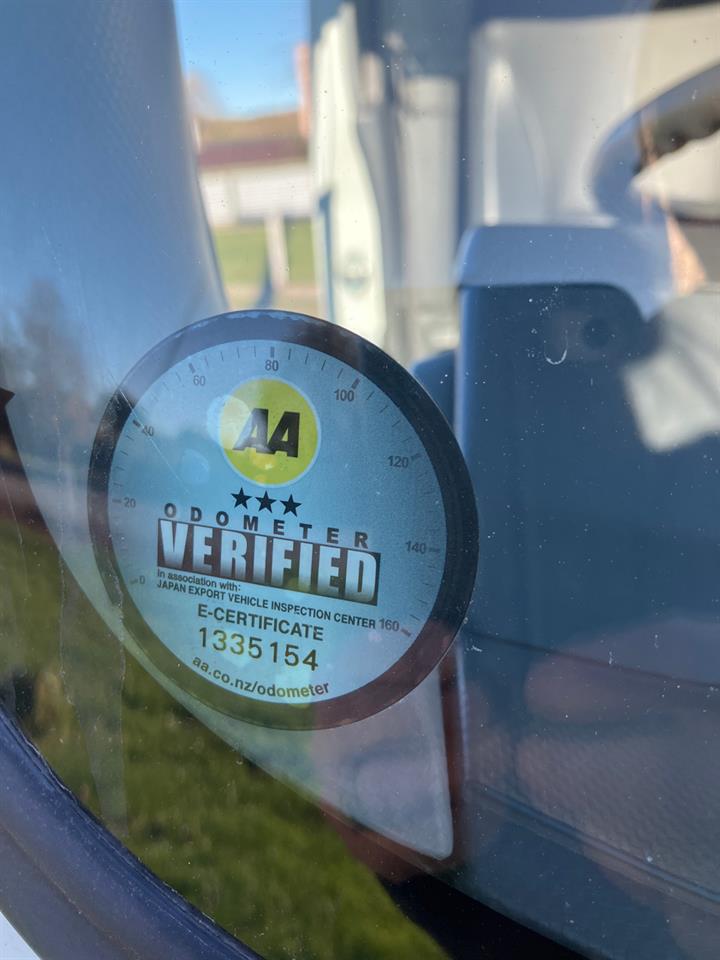 0
20
40
60
80
100
120
140
160
AA
ODOMETER
VERIFIED
in association with:
JAPAN EXPORT VEHICLE INSPECTION CENTER
E-CERTIFICATE
1335154
aa.co.nz/odometer